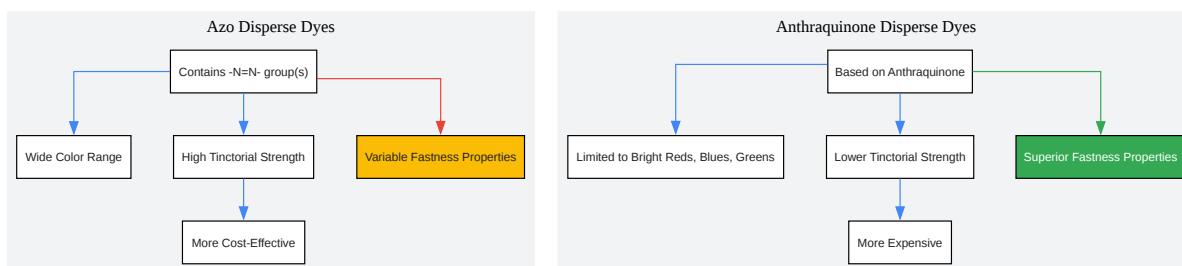 Azo Disperse Dyes
Contains -N=N- group(s)
Wide Color Range
High Tinctorial Strength
Variable Fastness Properties
More Cost-Effective
Anthraquinone Disperse Dyes
Based on Anthraquinone
Limited to Bright Reds, Blues, Greens
Lower Tinctorial Strength
Superior Fastness Properties
More Expensive